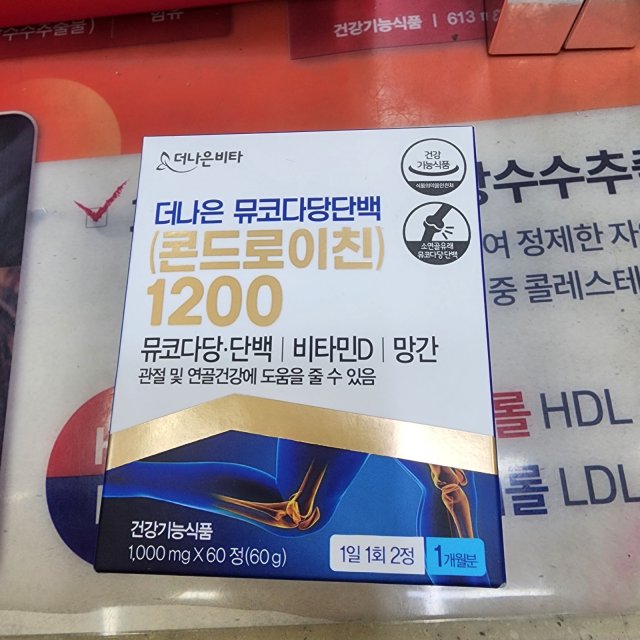 건강기능식품 | 613
더나은비타
건강
기능식품
식품의약품안전처
더나은 뮤코다당단백
(콘드로이친)
1200
소연골유래
뮤코다당·단백
뮤코다당·단백 | 비타민D | 망간
관절 및 연골건강에 도움을 줄 수 있음
건강기능식품
1,000 mg X 60 정(60 g)
1일 1회 2정
1개월분
수수추
여 정제한
중 콜레스테
롤 HDL
롤 LDL